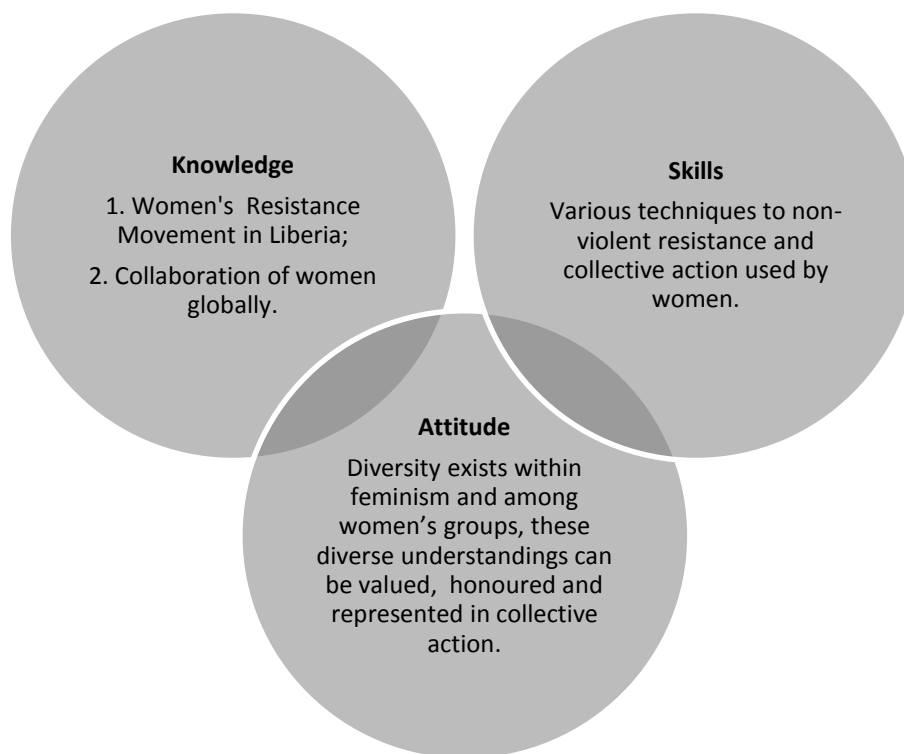 Knowledge
1. Women's  Resistance
Movement in Liberia;
2. Collaboration of women
globally.
Skills
Various techniques to non-
violent resistance and
collective action used by
women.
Attitude
Diversity exists within
feminism and among
women’s groups, these
diverse understandings can
be valued,  honoured and
represented in collective
action.